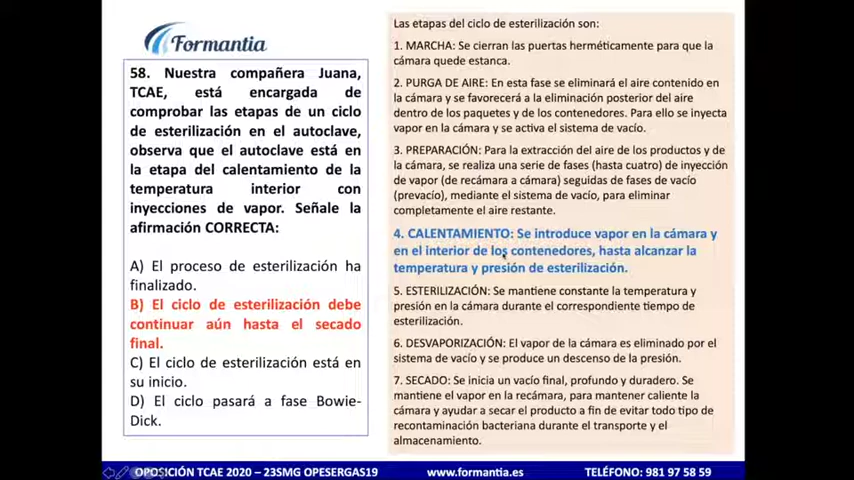 Formantia
58. Nuestra compañera Juana,
TCAE, está encargada de
comprobar las etapas de un ciclo
de esterilización en el autoclave,
observa que el autoclave está en
la etapa del calentamiento de la
temperatura interior con
inyecciones de vapor. Señale la
afirmación CORRECTA:
A) El proceso de esterilización ha
finalizado.
B) El ciclo de esterilización debe
continuar aún hasta el secado
final.
C) El ciclo de esterilización está en
su inicio.
D) El ciclo pasará a fase Bowie-
Dick.
Las etapas del ciclo de esterilización son:
1. MARCHA: Se cierran las puertas herméticamente para que la
cámara quede estanca.
2. PURGA DE AIRE: En esta fase se eliminará el aire contenido en
la cámara y se favorecerá a la eliminación posterior del aire
dentro de los paquetes y de los contenedores. Para ello se inyecta
vapor en la cámara y se activa el sistema de vacío.
3. PREPARACIÓN: Para la extracción del aire de los productos y de
la cámara, se realiza una serie de fases (hasta cuatro) de inyección
de vapor (de recámara a cámara) seguidas de fases de vacío
(prevacío), mediante el sistema de vacío, para eliminar
completamente el aire restante.
4. CALENTAMIENTO: Se introduce vapor en la cámara y
en el interior de los contenedores, hasta alcanzar la
temperatura y presión de esterilización.
5. ESTERILIZACIÓN: Se mantiene constante la temperatura y
presión en la cámara durante el correspondiente tiempo de
esterilización.
6. DESVAPORIZACIÓN: El vapor de la cámara es eliminado por el
sistema de vacío y se produce un descenso de la presión.
7. SECADO: Se inicia un vacío final, profundo y duradero. Se
mantiene el vapor en la recámara, para mantener caliente la
cámara y ayudar a secar el producto a fin de evitar todo tipo de
recontaminación bacteriana durante el transporte y el
almacenamiento.
OPOSICIÓN TCAE 2020 – 23SMG OPESERGAS19 www.formantia.es TELÉFONO: 981 97 58 59